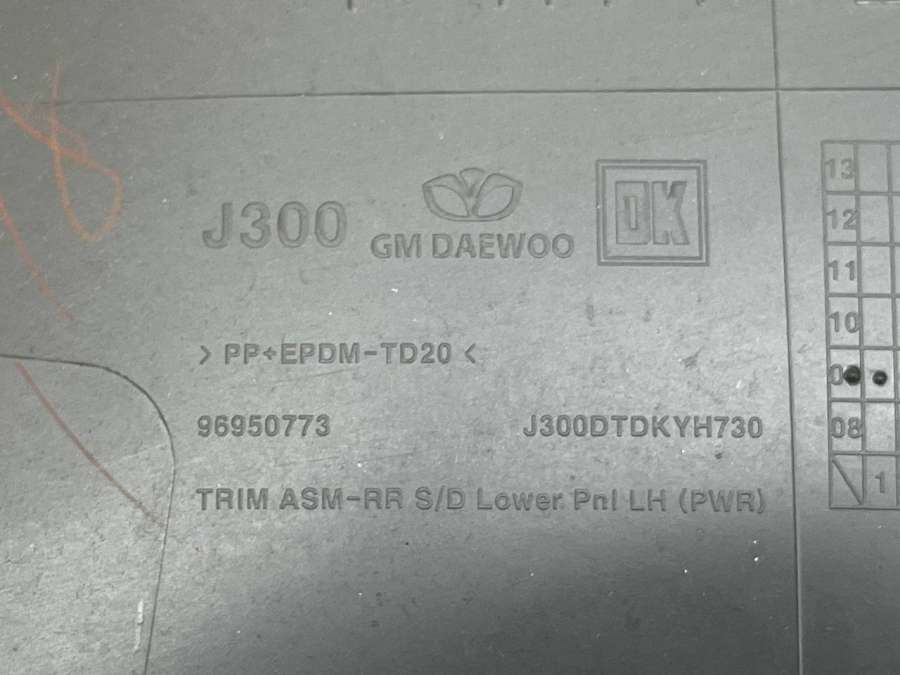 J300
GM DAEWOO
DK
> PP+EPDM-TD20 <
96950773
J300DTDKYH730
TRIM ASM-RR S/D Lower Pnl LH (PWR)
13
12
11
10
08
1